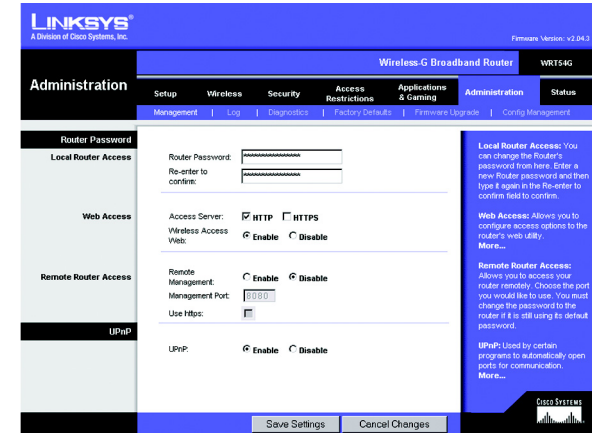 LINKSYS®
A Division of Cisco Systems, Inc.
Firmware Version: v2.04.3
Wireless-G Broadband Router WRT54G
Administration
Setup Wireless Security Access Restrictions Applications & Gaming Administration Status
Management | Log | Diagnostics | Factory Defaults | Firmware Upgrade | Config Management
Router Password
Local Router Access
Router Password: ****************
Re-enter to confirm: ****************
Web Access
Access Server: HTTP HTTPS
Wireless Access Web: Enable Disable
Remote Router Access
Remote Management: Enable Disable
Management Port: 8080
Use https:
UPnP
UPnP: Enable Disable
Local Router Access: You
can change the Router's
password from here. Enter a
new Router password and then
type it again in the Re-enter to
confirm field to confirm.
Web Access: Allows you to
configure access options to the
router's web utility.
More...
Remote Router Access:
Allows you to access your
router remotely. Choose the port
you would like to use. You must
change the password to the
router if it is still using its default
password.
UPnP: Used by certain
programs to automatically open
ports for communication.
More...
Save Settings Cancel Changes
CISCO SYSTEMS